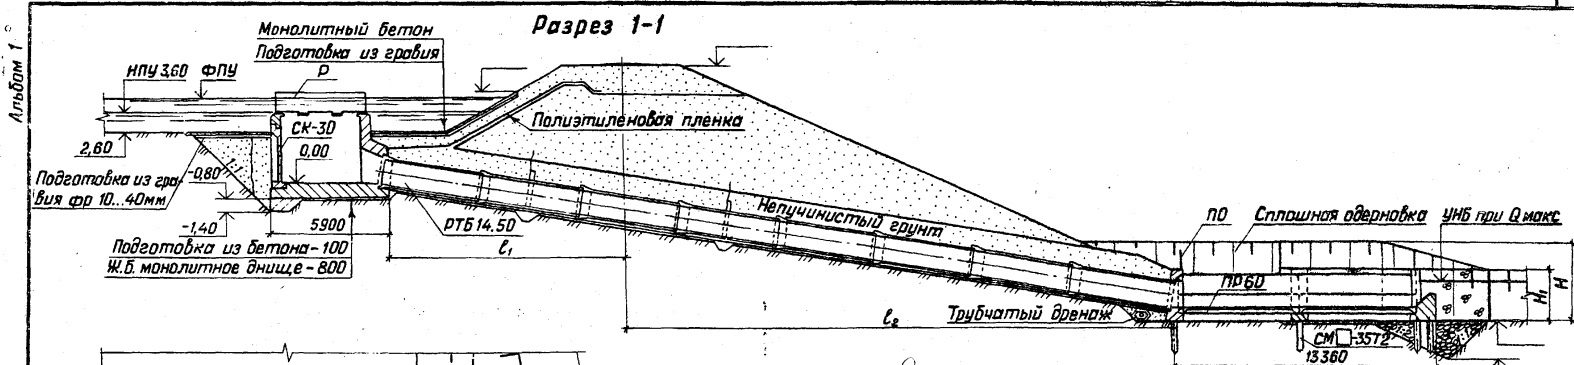 Альбом 1
Разрез 1-1
Монолитный бетон
Подготовка из гравия
Р
НПУ 3,60 ФПУ
СК-30
0,00
Полиэтиленовая пленка
2,60
-0,80
Подготовка из гра-
вия фр 10...40мм
-1,40
5900
РТБ 14.50
Непучинистый грунт
ПО
Сплошная одерновка
УНБ при Q макс
Подготовка из бетона-100
Ж.Б. монолитное днище-800
ℓ₁
ℓ₂
Трубчатый дренаж
ПР60
Н₁
Н
СМ□-35Т2
13360